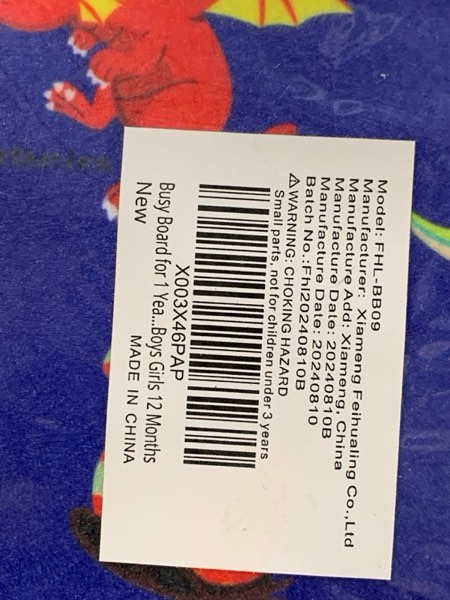 Model: FHL-BB09
Manufacturer: Xiameng Feihualing Co.,Ltd
Manufacture Add: Xiameng, China
Manufacture Date: 20240810B
Manufacture Date: 20240810
Batch No.:Fhl20240810B
⚠WARNING: CHOKING HAZARD
Small parts, not for children under 3 years
X003X46PAP
Busy Board for 1 Yea...Boys Girls 12 Months
New
MADE IN CHINA